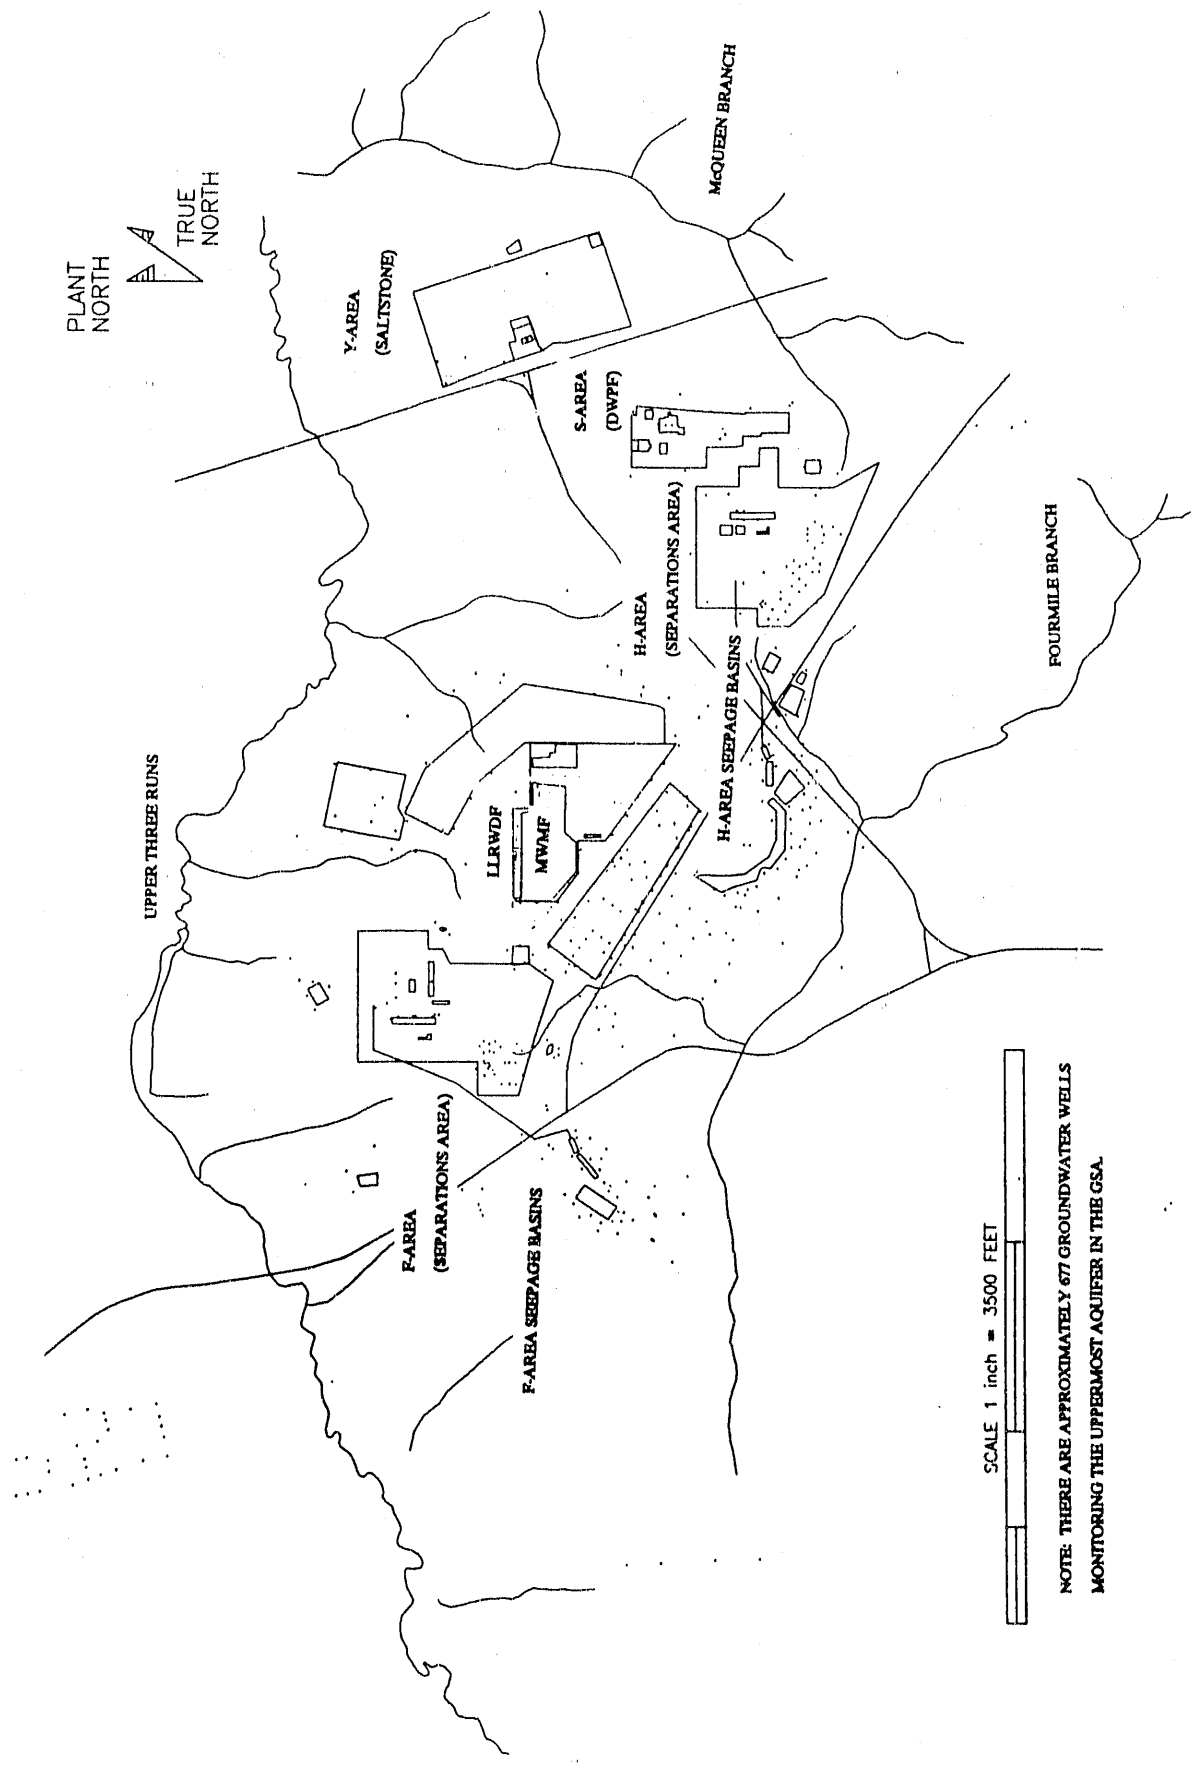 PLANT
NORTH
TRUE
NORTH
McQUEEN BRANCH
Y-AREA
(SALTSTONE)
S-AREA
(DWPF)
H-AREA
(SEPARATIONS AREA)
FOURMILE BRANCH
H-AREA SEEPAGE BASINS
UPPER THREE RUNS
LLRWDF
MWMF
F-AREA
(SEPARATIONS AREA)
F-AREA SEEPAGE BASINS
SCALE 1 inch = 3500 FEET
NOTE: THERE ARE APPROXIMATELY 677 GROUNDWATER WELLS
MONITORING THE UPPERMOST AQUIFER IN THE GSA.